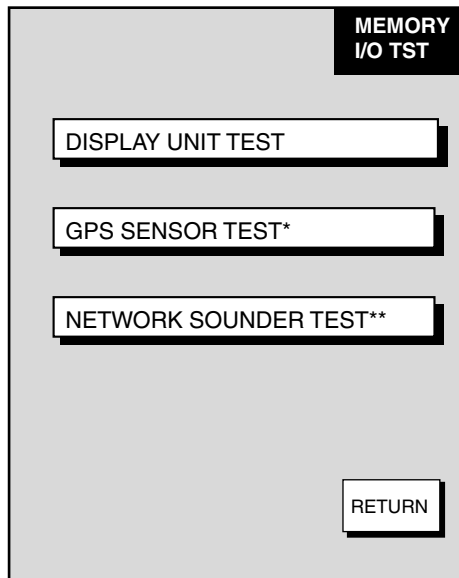 MEMORY
I/O TST
DISPLAY UNIT TEST
GPS SENSOR TEST*
NETWORK SOUNDER TEST**
RETURN